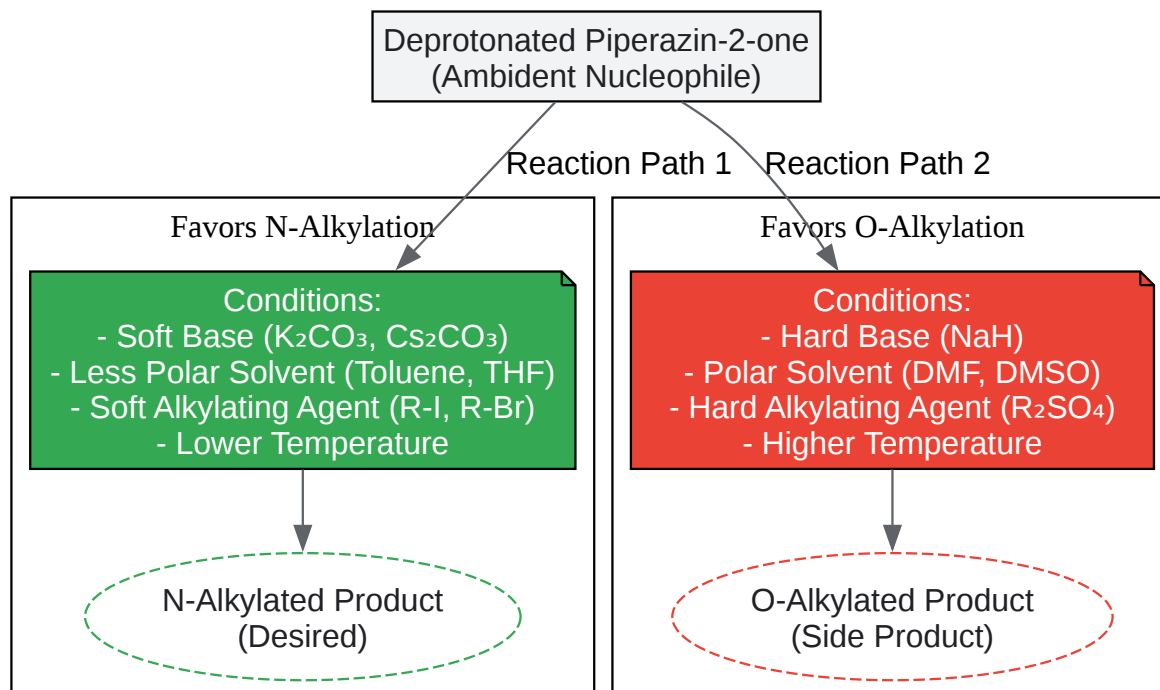 Deprotonated Piperazin-2-one
(Ambident Nucleophile)
Reaction Path 1
Reaction Path 2
Favors N-Alkylation
Conditions:
- Soft Base (K₂CO₃, Cs₂CO₃)
- Less Polar Solvent (Toluene, THF)
- Soft Alkylating Agent (R-I, R-Br)
- Lower Temperature
N-Alkylated Product
(Desired)
Favors O-Alkylation
Conditions:
- Hard Base (NaH)
- Polar Solvent (DMF, DMSO)
- Hard Alkylating Agent (R₂SO₄)
- Higher Temperature
O-Alkylated Product
(Side Product)